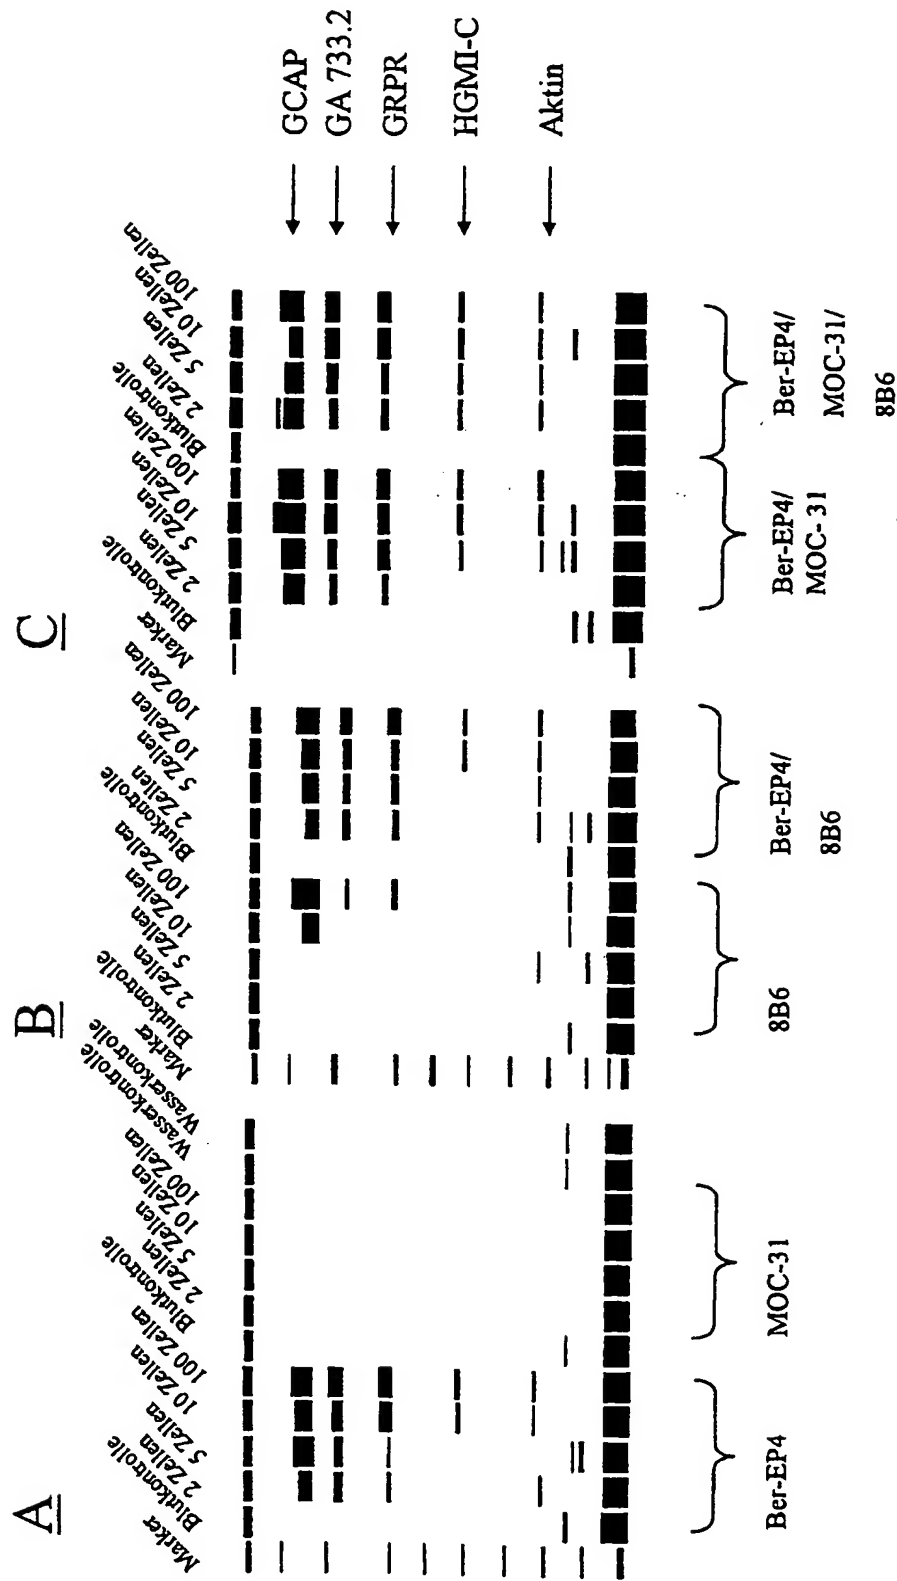 A
Marker
Blutkontrolle
2 Zellen
5 Zellen
10 Zellen
100 Zellen
Blutkontrolle
2 Zellen
5 Zellen
10 Zellen
100 Zellen
Wasserkontrolle
Wasserkontrolle
Ber-EP4
MOC-31
B
Marker
Blutkontrolle
2 Zellen
5 Zellen
10 Zellen
100 Zellen
Blutkontrolle
2 Zellen
5 Zellen
10 Zellen
100 Zellen
8B6
Ber-EP4/
8B6
C
Marker
Blutkontrolle
2 Zellen
5 Zellen
10 Zellen
100 Zellen
Blutkontrolle
2 Zellen
5 Zellen
10 Zellen
100 Zellen
Ber-EP4/
MOC- 31
Ber-EP4/
MOC-31/
8B6
GCAP
GA 733.2
GRPR
HGMI-C
Aktin